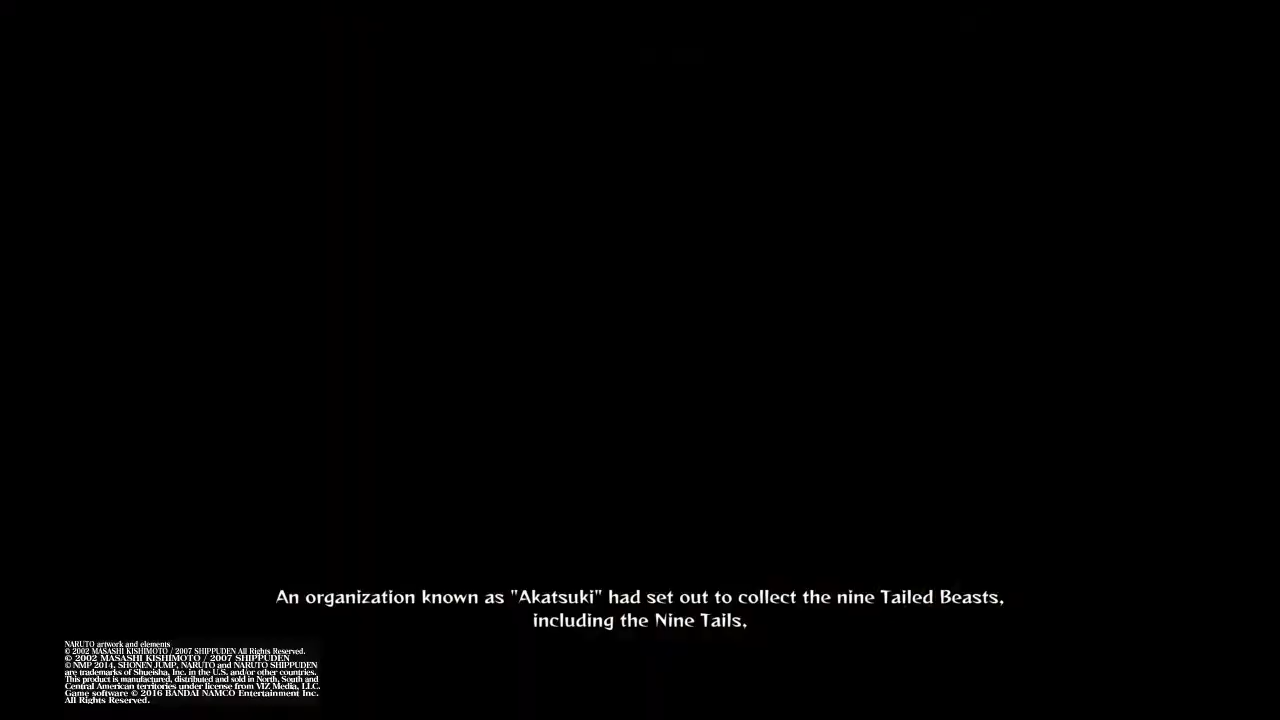 An organization known as "Akatsuki" had set out to collect the nine Tailed Beasts,
including the Nine Tails,
NARUTO artwork and elements
© 2002 MASASHI KISHIMOTO / 2007 SHIPPUDEN All Rights Reserved.
© 2002 MASASHI KISHIMOTO / 2007 SHIPPUDEN
© NMP 2014. SHONEN JUMP, NARUTO and NARUTO SHIPPUDEN
are trademarks of Shueisha, Inc. in the U.S. and/or other countries.
This product is manufactured, distributed and sold in North, South and
Central American territories under license from VIZ Media, LLC.
Game software © 2016 BANDAI NAMCO Entertainment Inc.
All Rights Reserved.